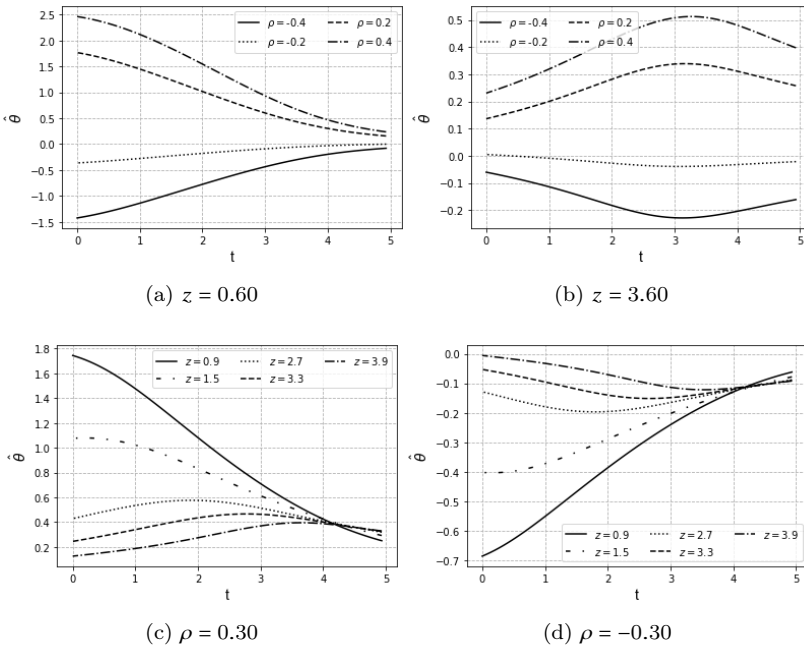 2.5
2.0
1.5
1.0
0.5
0.0
−0.5
−1.0
−1.5
ρ = -0.4 ρ = 0.2
ρ = -0.2 ρ = 0.4
θ̂
0 1 2 3 4 5
t
(a) z = 0.60
0.5
0.4
0.3
0.2
0.1
0.0
−0.1
−0.2
ρ = -0.4 ρ = 0.2
ρ = -0.2 ρ = 0.4
θ̂
0 1 2 3 4 5
t
(b) z = 3.60
1.8
1.6
1.4
1.2
1.0
0.8
0.6
0.4
0.2
z = 0.9 z = 2.7 z = 3.9
z = 1.5 z = 3.3
θ̂
0 1 2 3 4 5
t
(c) ρ = 0.30
0.0
−0.1
−0.2
−0.3
−0.4
−0.5
−0.6
−0.7
z = 0.9 z = 2.7 z = 3.9
z = 1.5 z = 3.3
θ̂
0 1 2 3 4 5
t
(d) ρ = −0.30